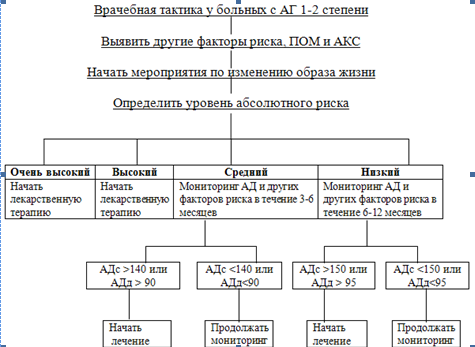 Врачебная тактика у больных с АГ 1-2 степени
Выявить другие факторы риска, ПОМ и АКС
Начать мероприятия по изменению образа жизни
Определить уровень абсолютного риска
Очень высокий
Начать
лекарственную
терапию
Высокий
Начать
лекарственную
терапию
Средний
Мониторинг АД и других
факторов риска в течение 3-6
месяцев
Низкий
Мониторинг АД и
других факторов риска в
течение 6-12 месяцев
АДс >140 или
АДд > 90
АДс <140 или
АДд<90
АДс >150 или
АДд > 95
АДс <150 или
АДд<95
Начать
лечение
Продолжать
мониторинг
Начать
лечение
Продолжать
мониторинг